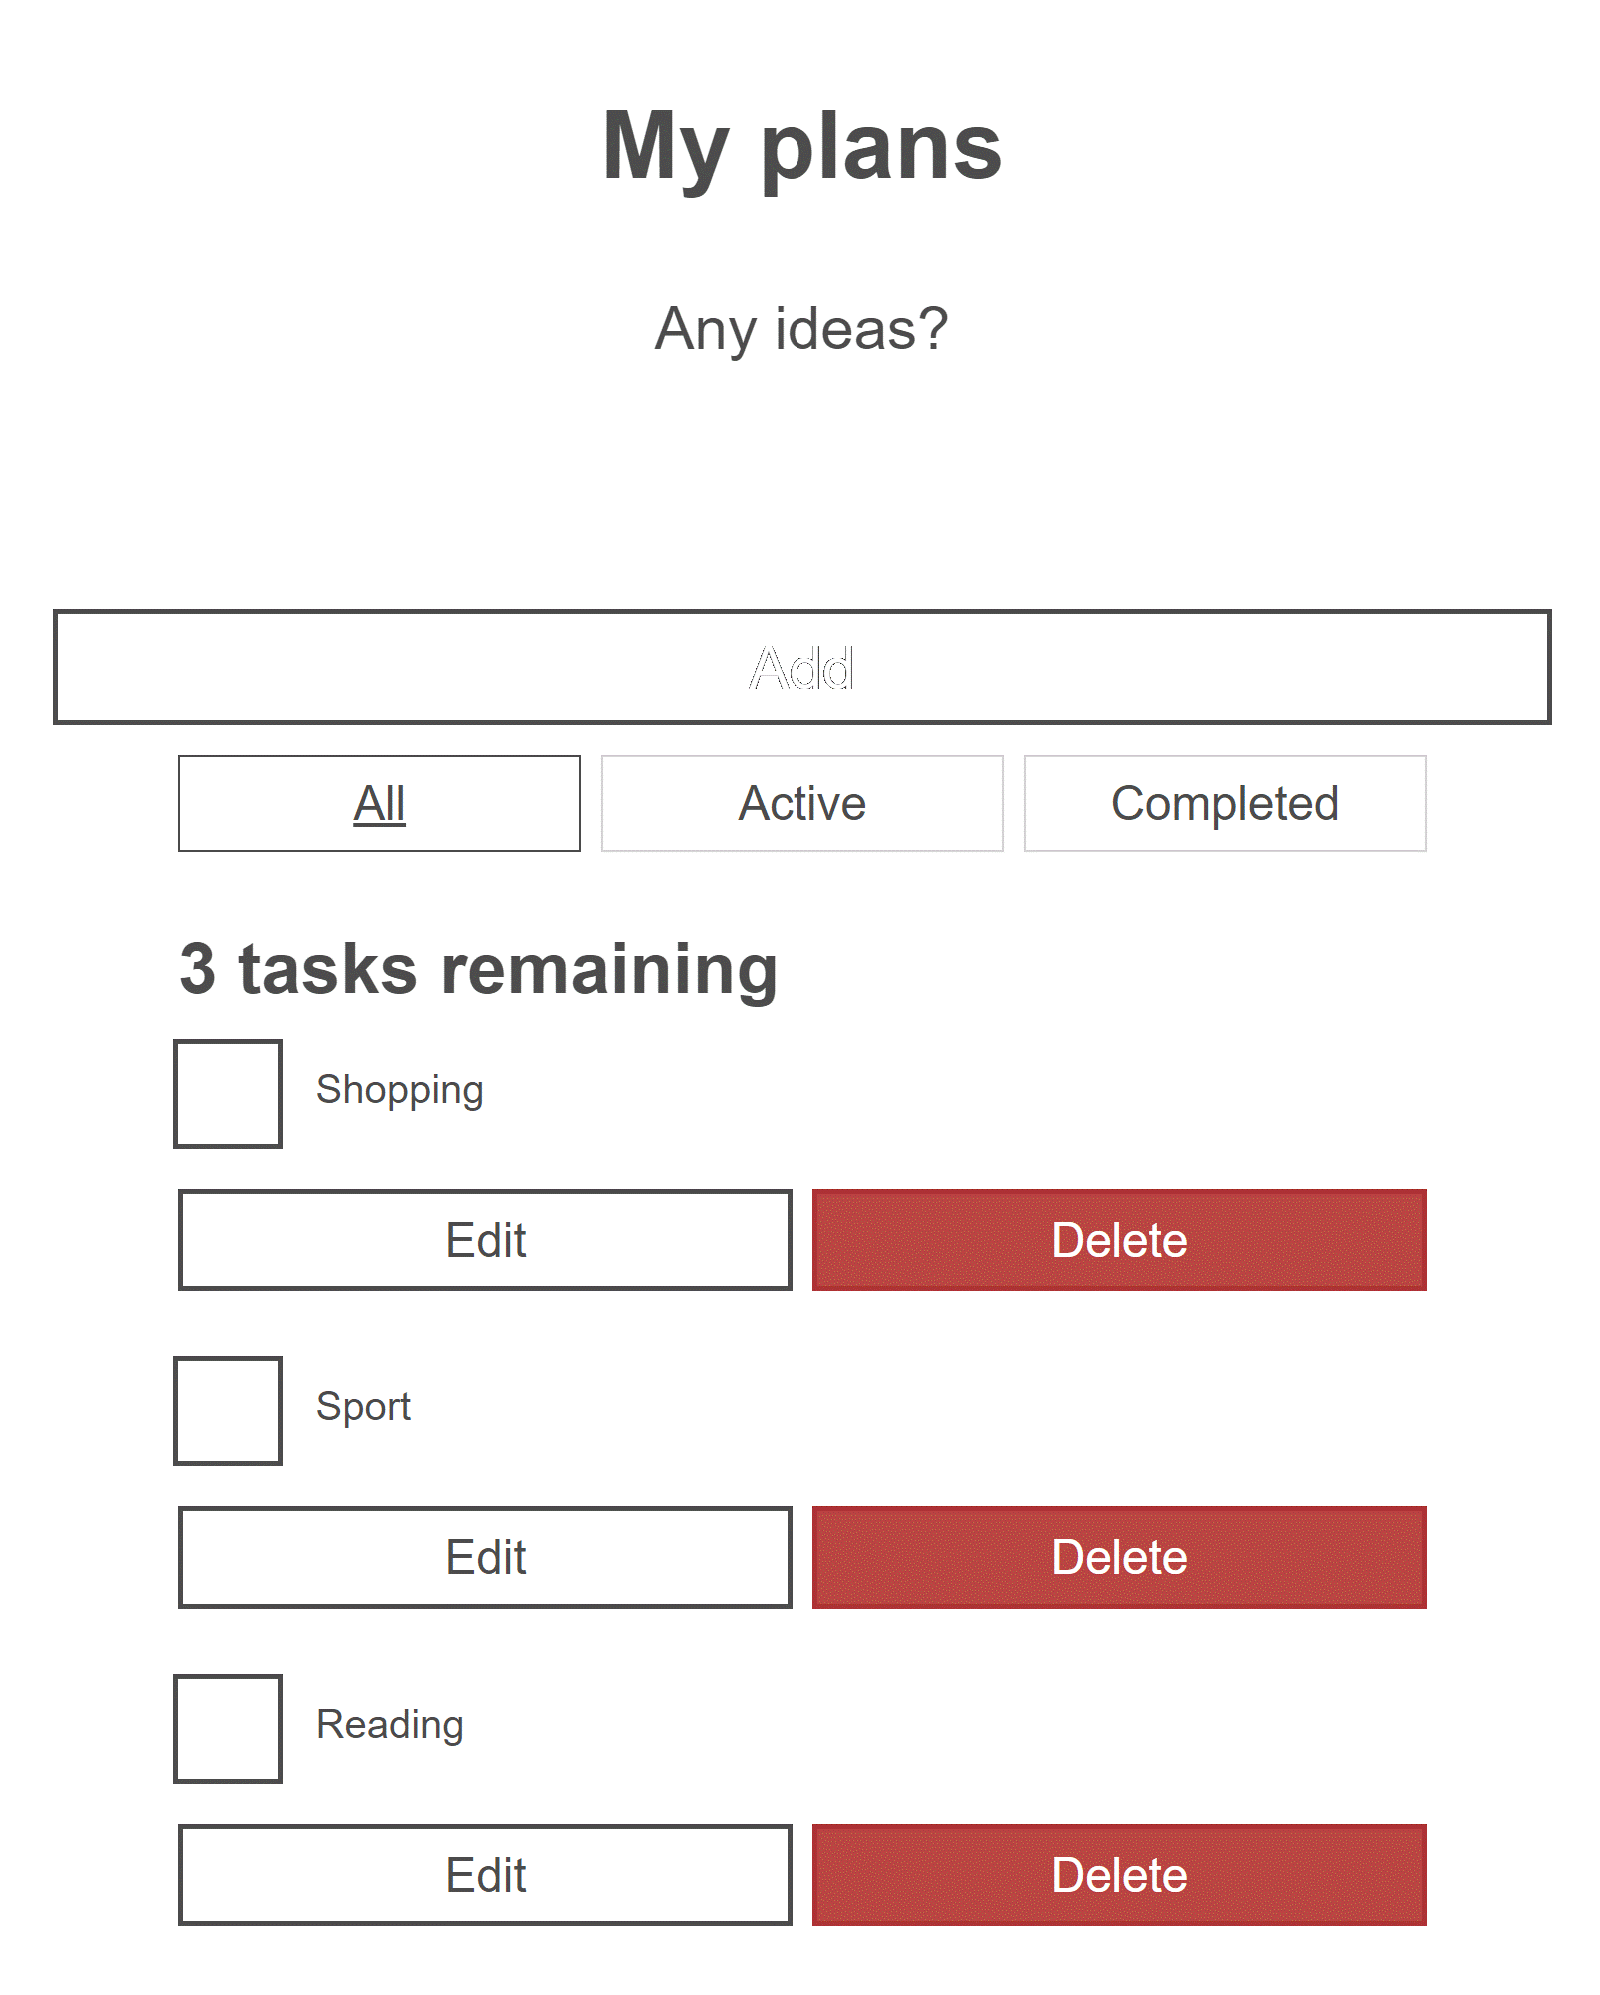 My plans
Any ideas?
Add
All Active Completed
3 tasks remaining
Shopping
Edit Delete
Sport
Edit Delete
Reading
Edit Delete